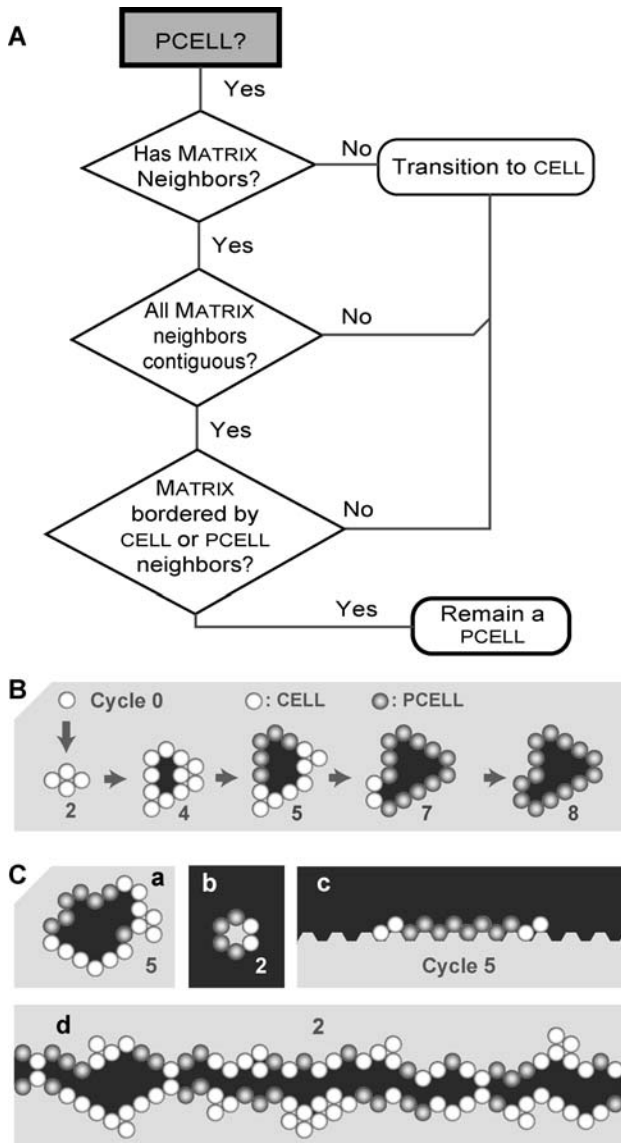 A
PCELL?
Yes
Has MATRIX
Neighbors?
No
Transition to CELL
Yes
All MATRIX
neighbors
contiguous?
No
Yes
MATRIX
bordered by
CELL or PCELL
neighbors?
No
Yes
Remain a
PCELL
B
Cycle 0
: CELL
: PCELL
2
4
5
7
8
C
a
5
b
2
c
Cycle 5
d
2